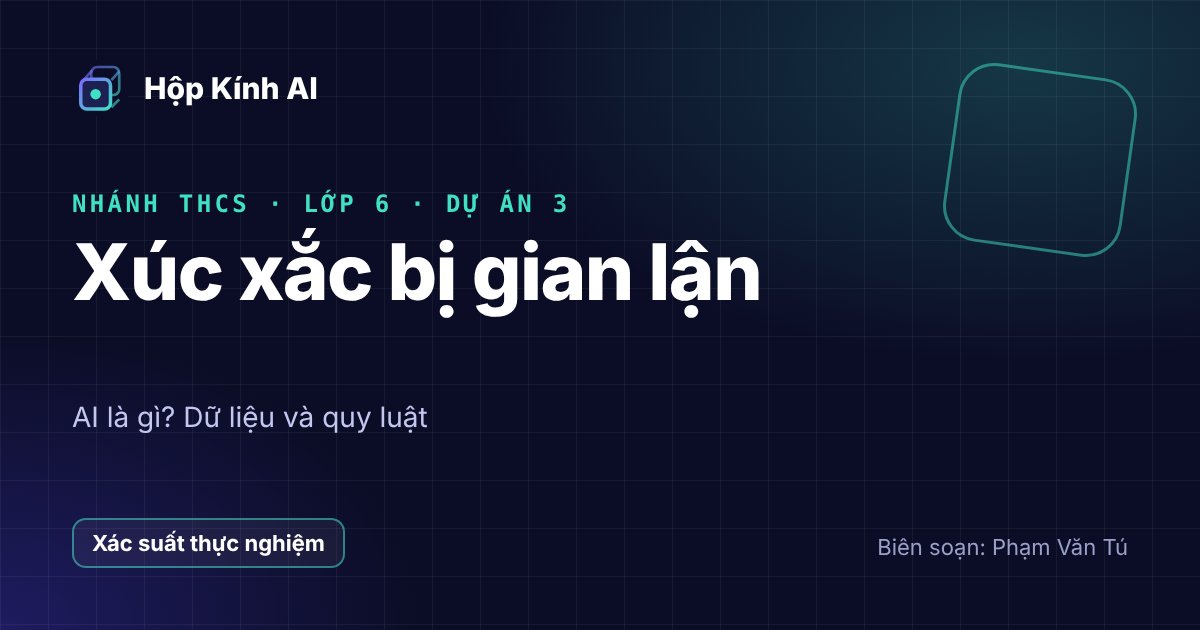 Hộp Kính AI
NHÁNH THCS · LỚP 6 · DỰ ÁN 3
Xúc xắc bị gian lận
AI là gì? Dữ liệu và quy luật
Xác suất thực nghiệm
Biên soạn: Phạm Văn Tú